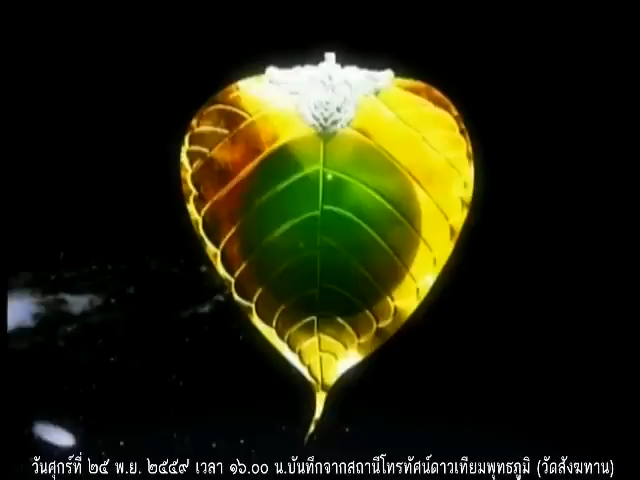 วันศุกร์ที่ ๒๕ พ.ย. ๒๕๕๙ เวลา ๑๖.๐๐ น.บันทึกจากสถานีโทรทัศน์ดาวเทียมพุทธภูมิ (วัดสังฆทาน)